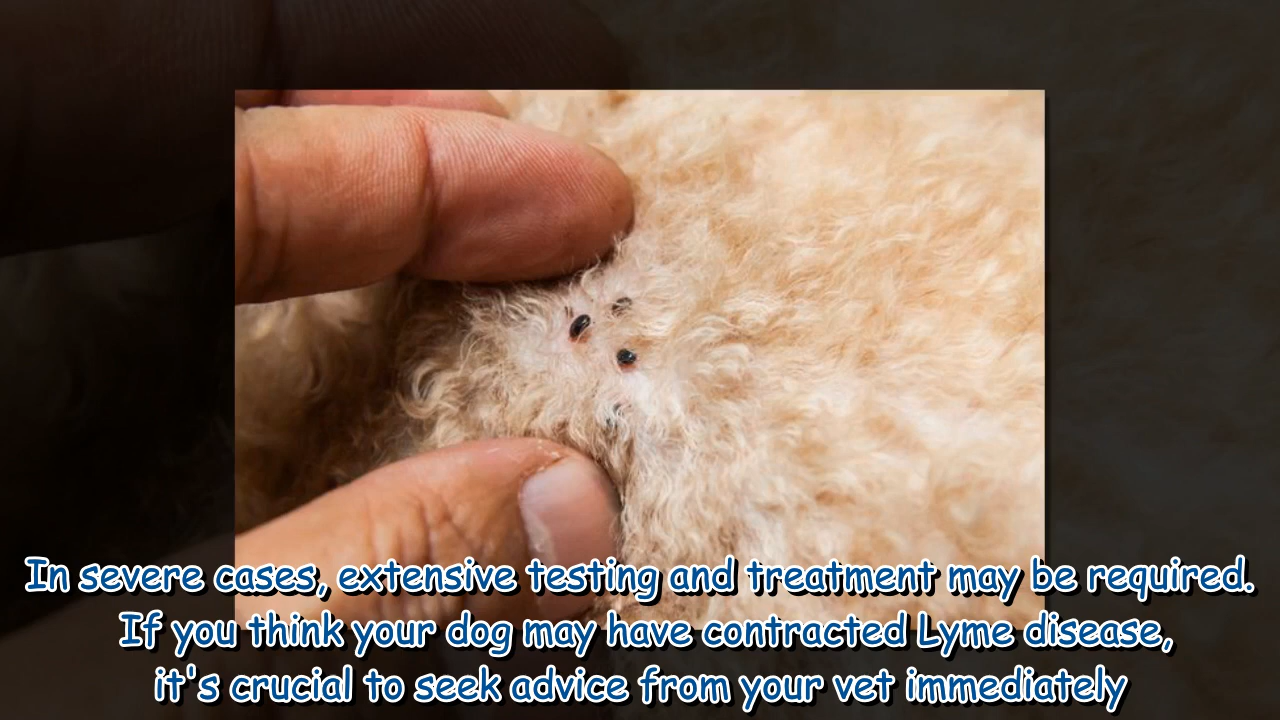 In severe cases, extensive testing and treatment may be required.
If you think your dog may have contracted Lyme disease,
it's crucial to seek advice from your vet immediately